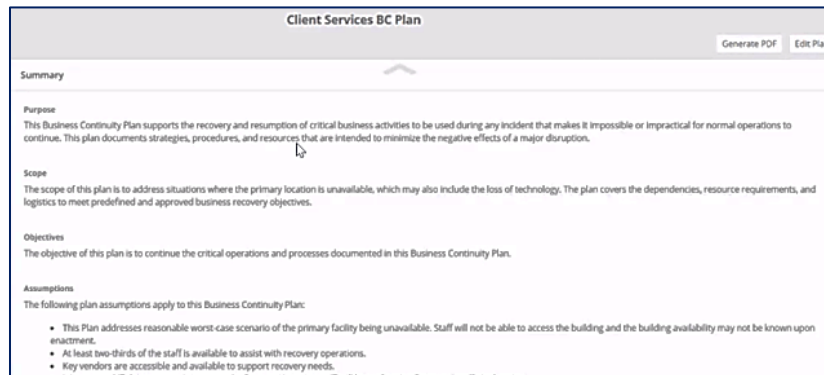 Client Services BC Plan
Generate PDF Edit Pla
Summary
Purpose
This Business Continuity Plan supports the recovery and resumption of critical business activities to be used during any incident that makes it impossible or impractical for normal operations to
continue. This plan documents strategies, procedures, and resources that are intended to minimize the negative effects of a major disruption.
Scope
The scope of this plan is to address situations where the primary location is unavailable, which may also include the loss of technology. The plan covers the dependencies, resource requirements, and
logistics to meet predefined and approved business recovery objectives.
Objectives
The objective of this plan is to continue the critical operations and processes documented in this Business Continuity Plan.
Assumptions
The following plan assumptions apply to this Business Continuity Plan:
• This Plan addresses reasonable worst-case scenario of the primary facility being unavailable. Staff will not be able to access the building and the building availability may not be known upon
enactment.
• At least two-thirds of the staff is available to assist with recovery operations.
• Key vendors are accessible and available to support recovery needs.